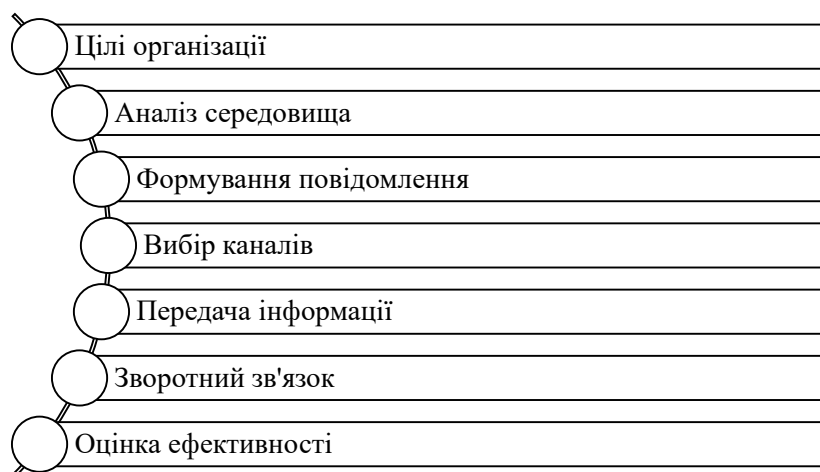 Цілі організації
Аналіз середовища
Формування повідомлення
Вибір каналів
Передача інформації
Зворотний зв'язок
Оцінка ефективності